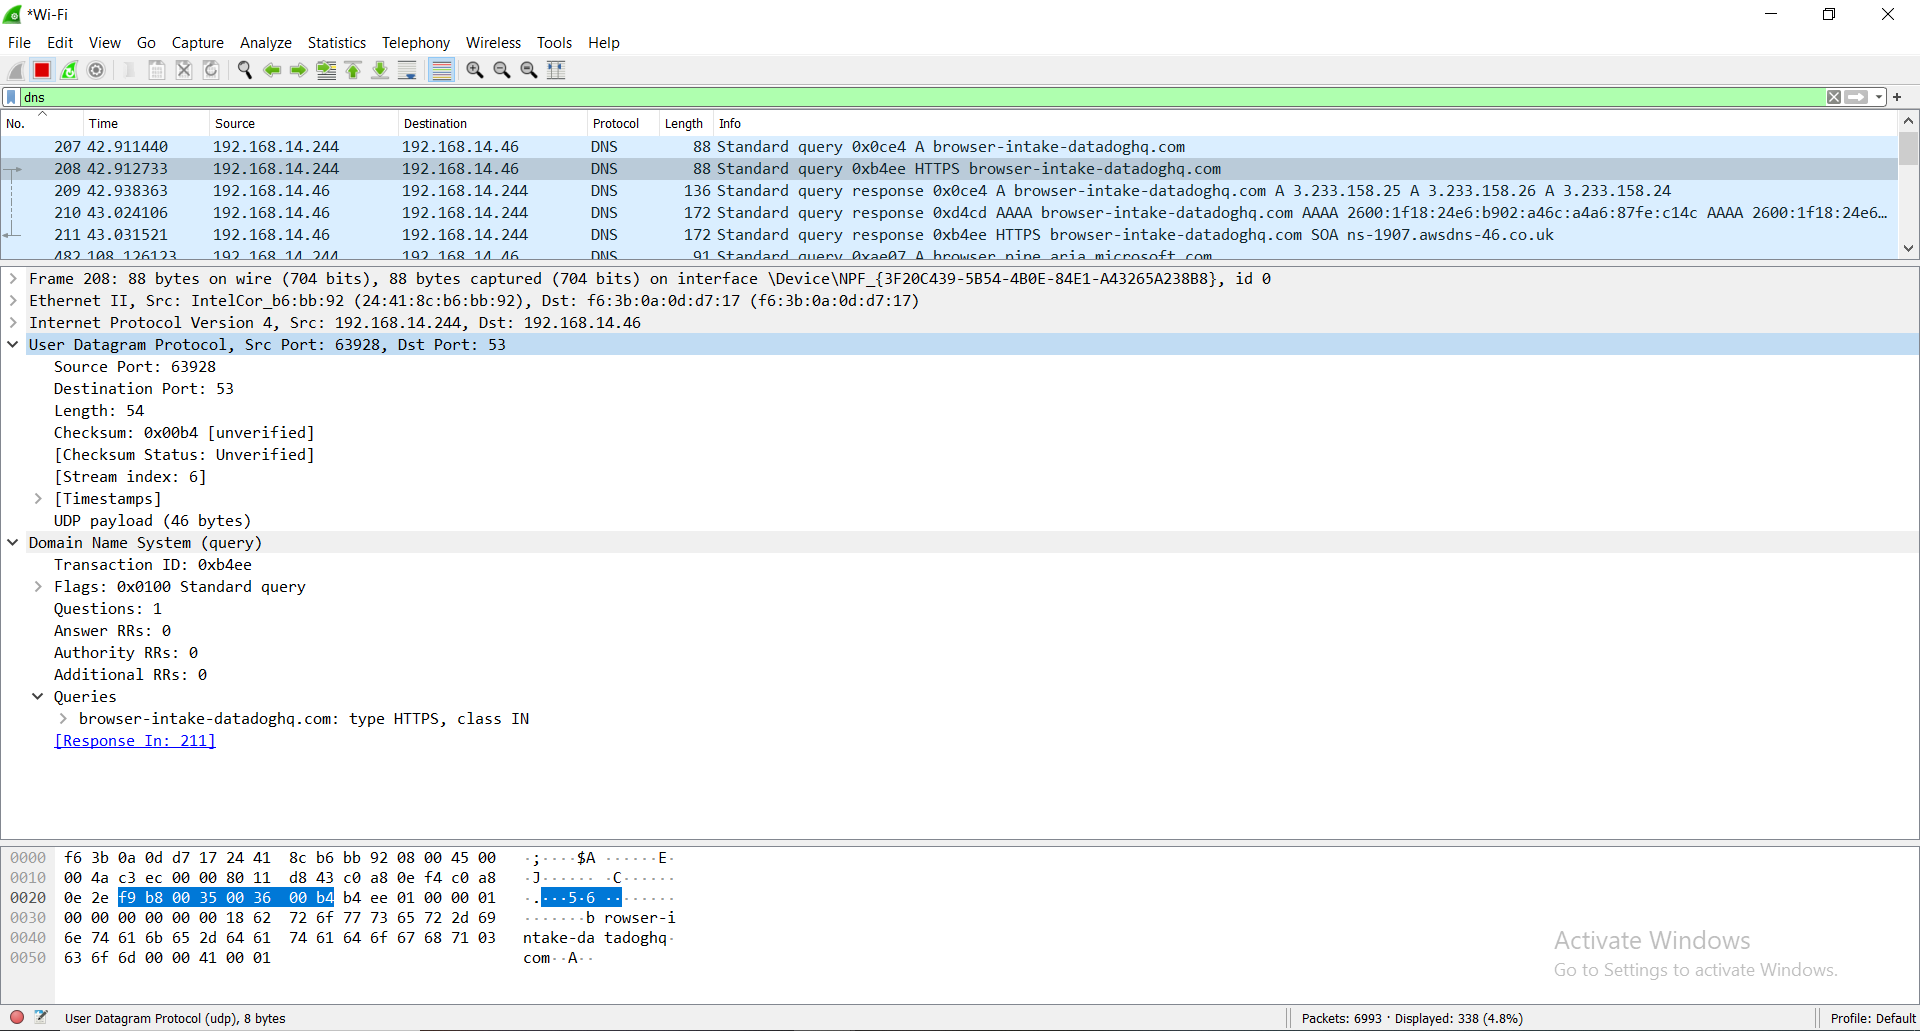 *Wi-Fi
File Edit View Go Capture Analyze Statistics Telephony Wireless Tools Help
dns
No. Time Source Destination Protocol Length Info
207 42.911440 192.168.14.244 192.168.14.46 DNS 88 Standard query 0x0ce4 A browser-intake-datadoghq.com
208 42.912733 192.168.14.244 192.168.14.46 DNS 88 Standard query 0xb4ee HTTPS browser-intake-datadoghq.com
209 42.938363 192.168.14.46 192.168.14.244 DNS 136 Standard query response 0x0ce4 A browser-intake-datadoghq.com A 3.233.158.25 A 3.233.158.26 A 3.233.158.24
210 43.024106 192.168.14.46 192.168.14.244 DNS 172 Standard query response 0xd4cd AAAA browser-intake-datadoghq.com AAAA 2600:1f18:24e6:b902:a46c:a4a6:87fe:c14c AAAA 2600:1f18:24e6…
211 43.031521 192.168.14.46 192.168.14.244 DNS 172 Standard query response 0xb4ee HTTPS browser-intake-datadoghq.com SOA ns-1907.awsdns-46.co.uk
482 108.126123 192.168.14.244 192.168.14.46 DNS 91 Standard query 0xae07 A browser.pipe.aria.microsoft.com
Frame 208: 88 bytes on wire (704 bits), 88 bytes captured (704 bits) on interface \Device\NPF_{3F20C439-5B54-4B0E-84E1-A43265A238B8}, id 0
Ethernet II, Src: IntelCor_b6:bb:92 (24:41:8c:b6:bb:92), Dst: f6:3b:0a:0d:d7:17 (f6:3b:0a:0d:d7:17)
Internet Protocol Version 4, Src: 192.168.14.244, Dst: 192.168.14.46
User Datagram Protocol, Src Port: 63928, Dst Port: 53
Source Port: 63928
Destination Port: 53
Length: 54
Checksum: 0x00b4 [unverified]
[Checksum Status: Unverified]
[Stream index: 6]
[Timestamps]
UDP payload (46 bytes)
Domain Name System (query)
Transaction ID: 0xb4ee
Flags: 0x0100 Standard query
Questions: 1
Answer RRs: 0
Authority RRs: 0
Additional RRs: 0
Queries
browser-intake-datadoghq.com: type HTTPS, class IN
[Response In: 211]
0000 f6 3b 0a 0d d7 17 24 41 8c b6 bb 92 08 00 45 00 ·;····$A ······E·
0010 00 4a c3 ec 00 00 80 11 d8 43 c0 a8 0e f4 c0 a8 ·J······ ·C······
0020 0e 2e f9 b8 00 35 00 36 00 b4 b4 ee 01 00 00 01 ·.···5·6 ········
0030 00 00 00 00 00 00 18 62 72 6f 77 73 65 72 2d 69 ·······b rowser-i
0040 6e 74 61 6b 65 2d 64 61 74 61 64 6f 67 68 71 03 ntake-da tadoghq·
0050 63 6f 6d 00 00 41 00 01 com··A··
Activate Windows
Go to Settings to activate Windows.
User Datagram Protocol (udp), 8 bytes Packets: 6993 · Displayed: 338 (4.8%) Profile: Default